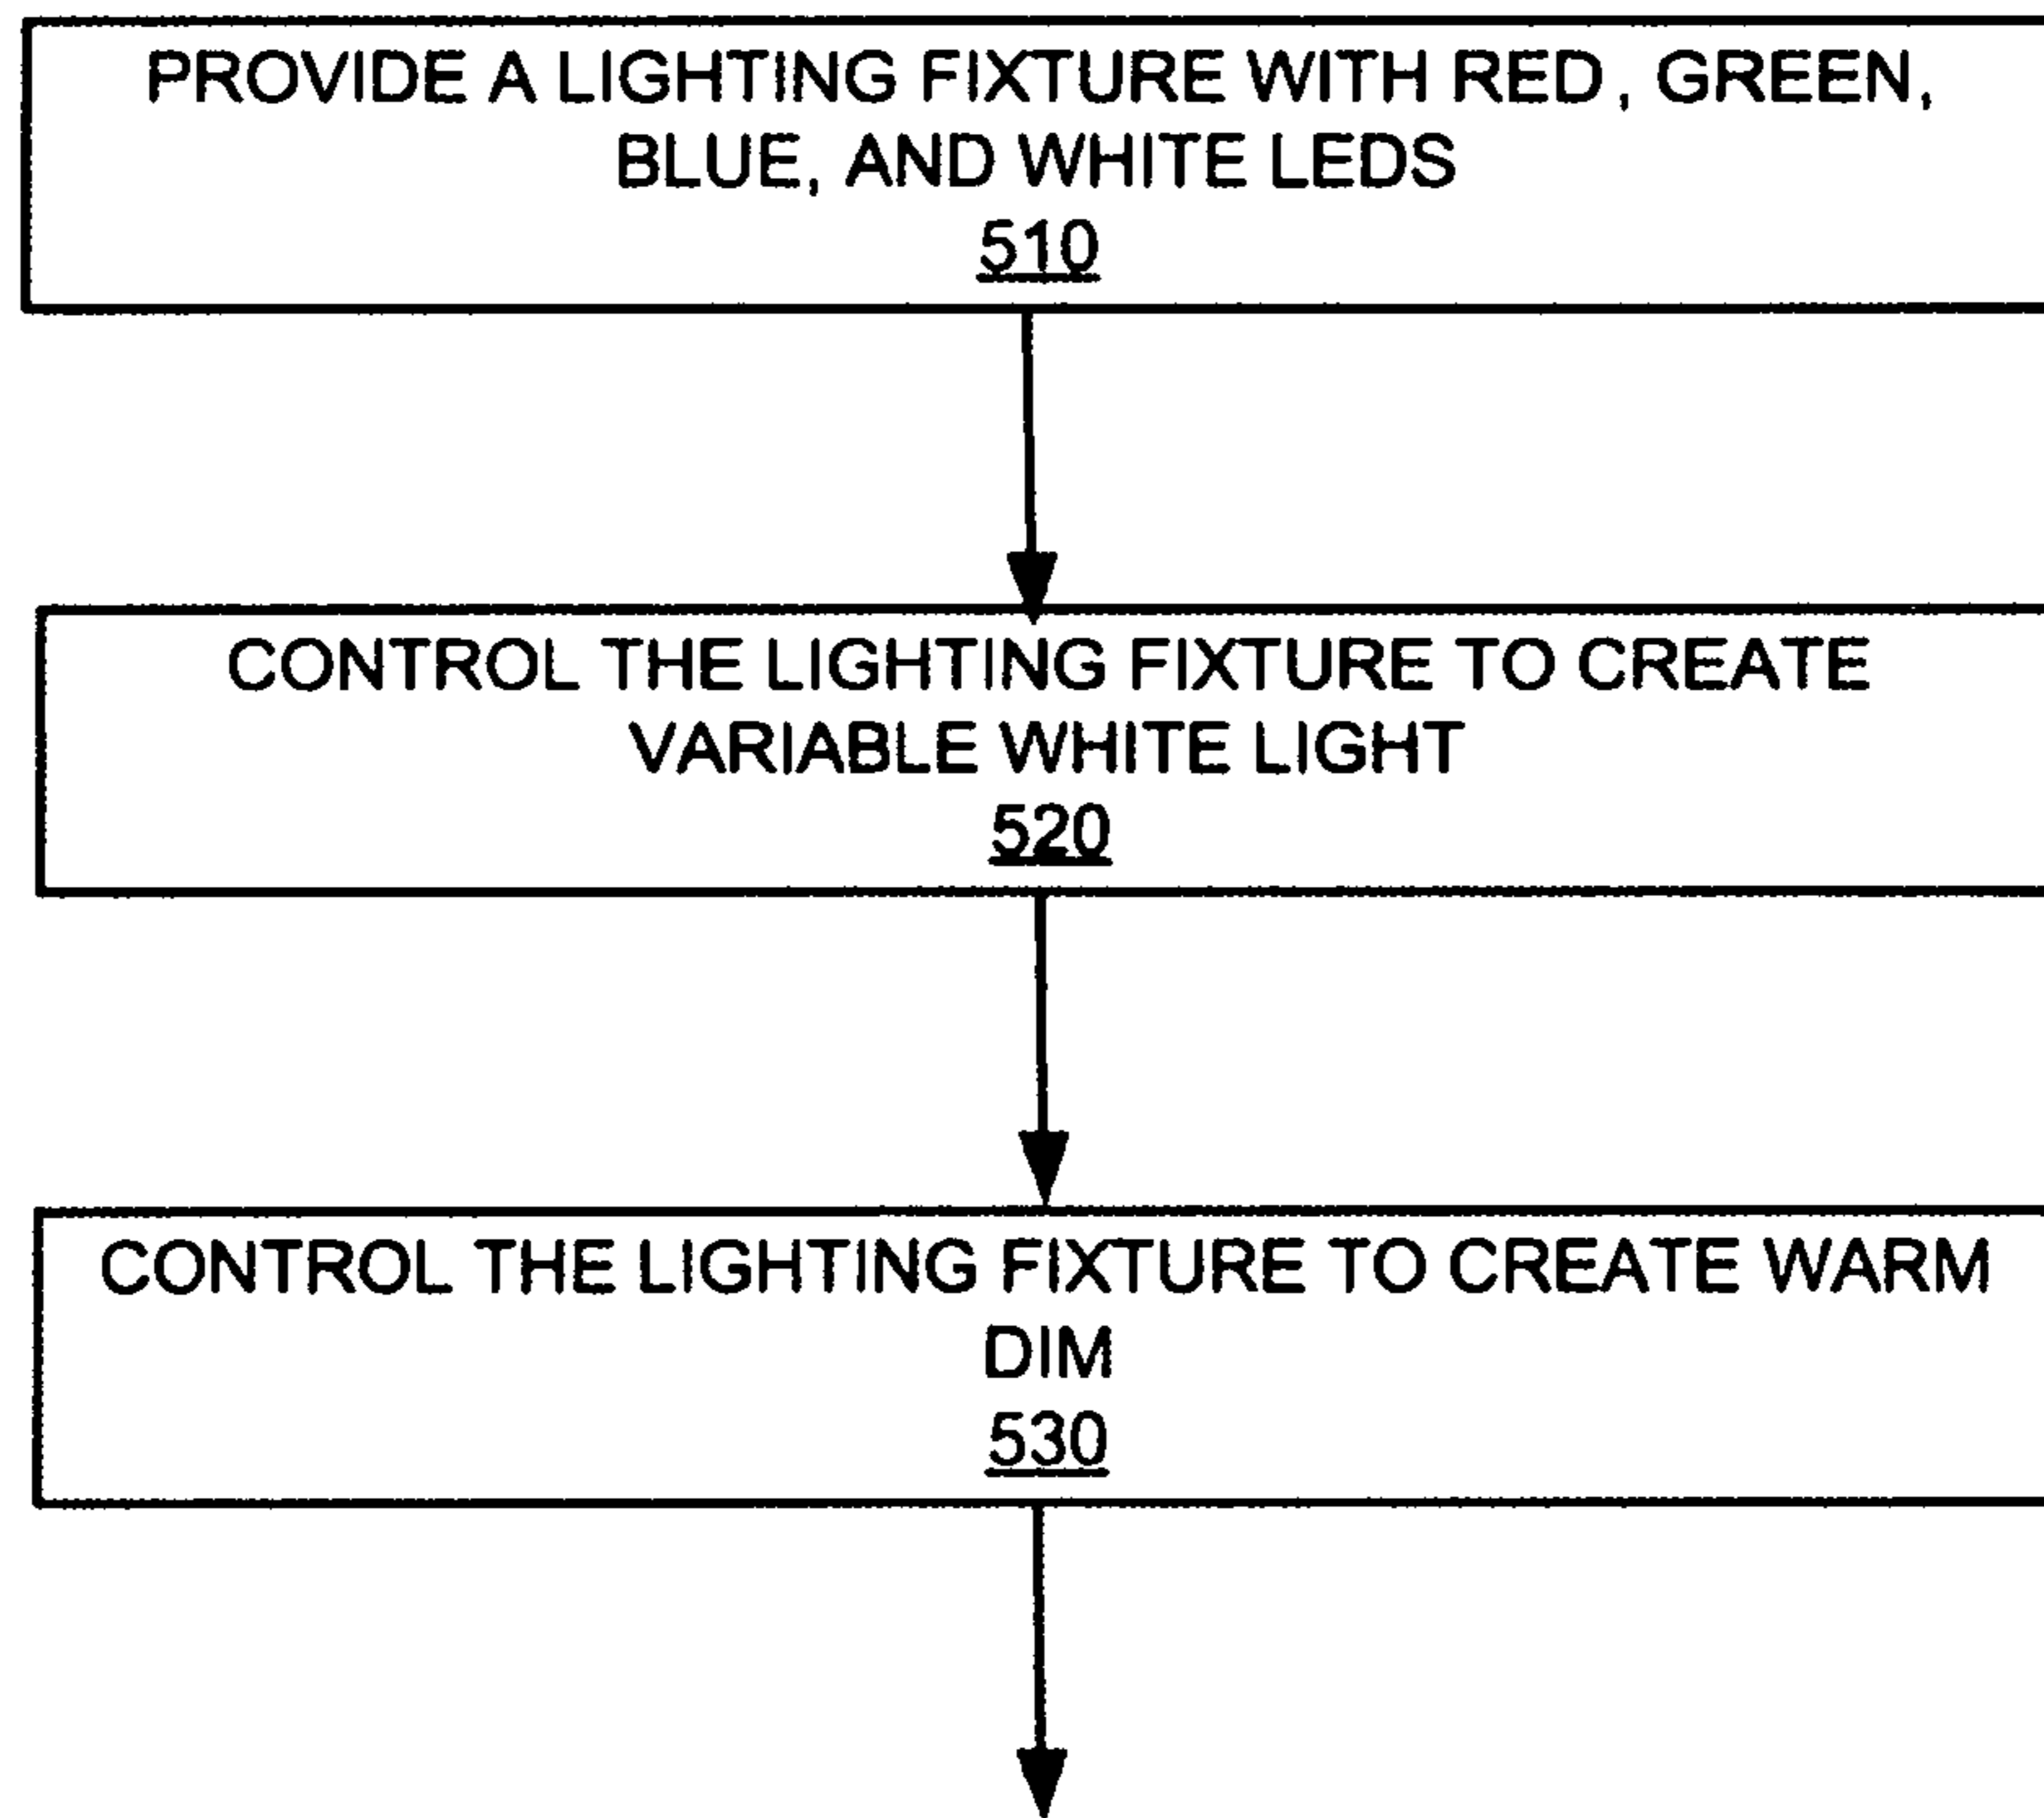 PROVIDE A LIGHTING FIXTURE WITH RED, GREEN,
BLUE, AND WHITE LEDS
510
CONTROL THE LIGHTING FIXTURE TO CREATE
VARIABLE WHITE LIGHT
520
CONTROL THE LIGHTING FIXTURE TO CREATE WARM
DIM
530